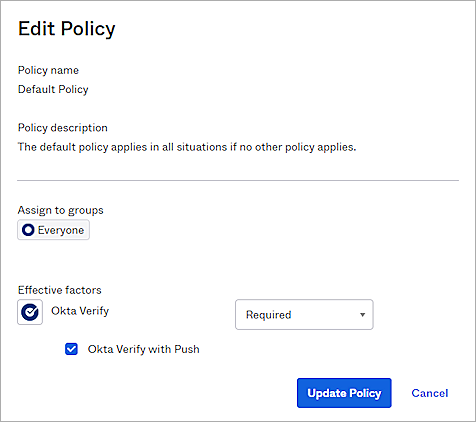 Edit Policy
Policy name
Default Policy
Policy description
The default policy applies in all situations if no other policy applies.
Assign to groups
Everyone
Effective factors
Okta Verify
Required
Okta Verify with Push
Update Policy
Cancel